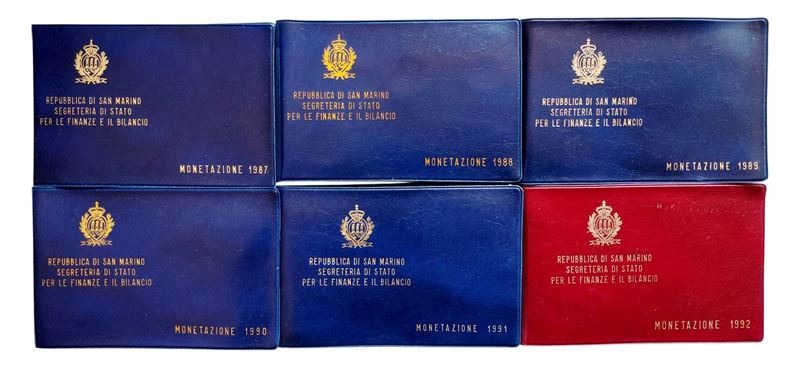 REPUBBLICA DI SAN MARINO
SEGRETERIA DI STATO
PER LE FINANZE E IL BILANCIO
MONETAZIONE 1987
REPUBBLICA DI SAN MARINO
SEGRETERIA DI STATO
PER LE FINANZE E IL BILANCIO
MONETAZIONE 1988
REPUBBLICA DI SAN MARINO
SEGRETERIA DI STATO
PER LE FINANZE E IL BILANCIO
MONETAZIONE 1989
REPUBBLICA DI SAN MARINO
SEGRETERIA DI STATO
PER LE FINANZE E IL BILANCIO
MONETAZIONE 1990
REPUBBLICA DI SAN MARINO
SEGRETERIA DI STATO
PER LE FINANZE E IL BILANCIO
MONETAZIONE 1991
REPUBBLICA DI SAN MARINO
SEGRETERIA DI STATO
PER LE FINANZE E IL BILANCIO
MONETAZIONE 1992